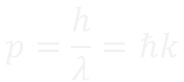 p = h/λ = ħk